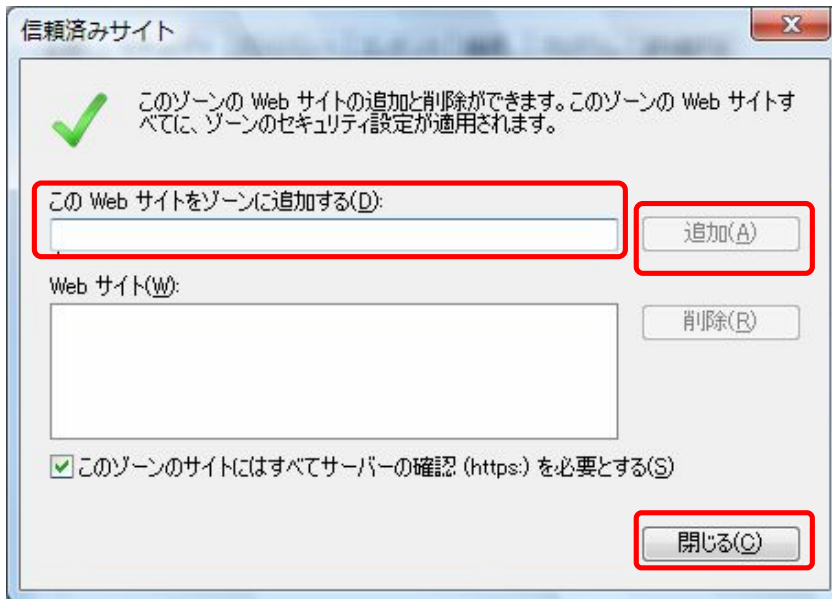 信頼済みサイト
このゾーンの Web サイトの追加と削除ができます。このゾーンの Web サイトす
べてに、ゾーンのセキュリティ設定が適用されます。
この Web サイトをゾーンに追加する(D):
追加(A)
Web サイト(W):
削除(R)
このゾーンのサイトにはすべてサーバーの確認 (https:) を必要とする(S)
閉じる(C)